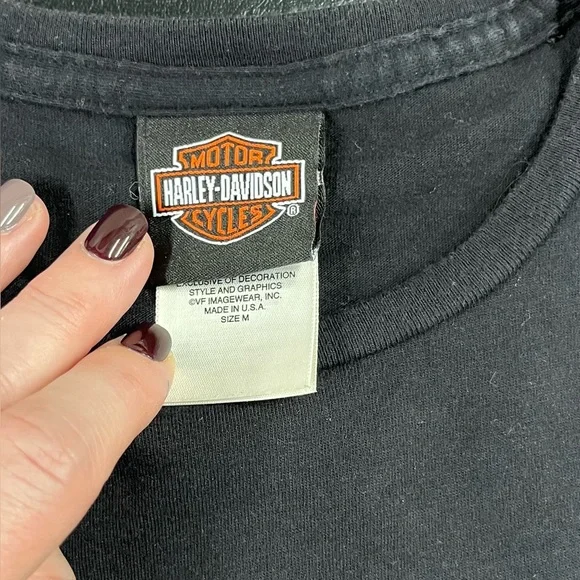 MOTOR
HARLEY-DAVIDSON
CYCLES
®
EXCLUSIVE OF DECORATION
STYLE AND GRAPHICS
©VF IMAGEWEAR, INC.
MADE IN U.S.A.
SIZE M